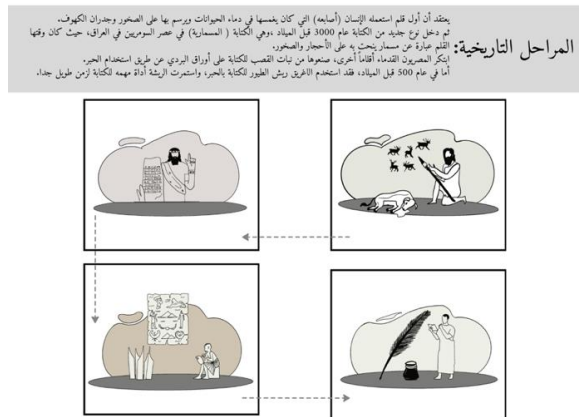 المراحل التاريخية:
يعتقد أن أول قلم استعمله الإنسان (أصابعه) التي كان يغمسها في دماء الحيوانات ويرسم بها على الصخور وجدران الكهوف.
ثم دخل نوع جديد من الكتابة عام 3000 قبل الميلاد ،وهي الكتابة ( المسمارية) في عصر السومريين في العراق، حيث كان وقتها
القلم عبارة عن مسمار ينحت به على الأحجار والصخور.
ابتكر المصريون القدماء أقلاماً أخرى، صنعوها من نبات القصب للكتابة على أوراق البردي عن طريق استخدام الحبر.
أما في عام 500 قبل الميلاد، فقد استخدم الاغريق ريش الطيور للكتابة بالحبر، واستمرت الريشة أداة مهمه للكتابة لزمن طويل جدا.